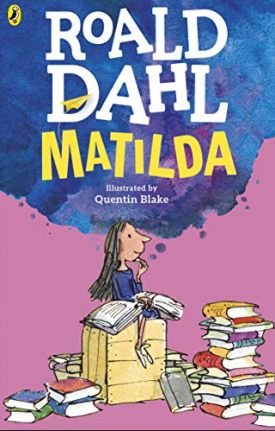 ROALD
DAHL
MATILDA
Illustrated by
Quentin Blake